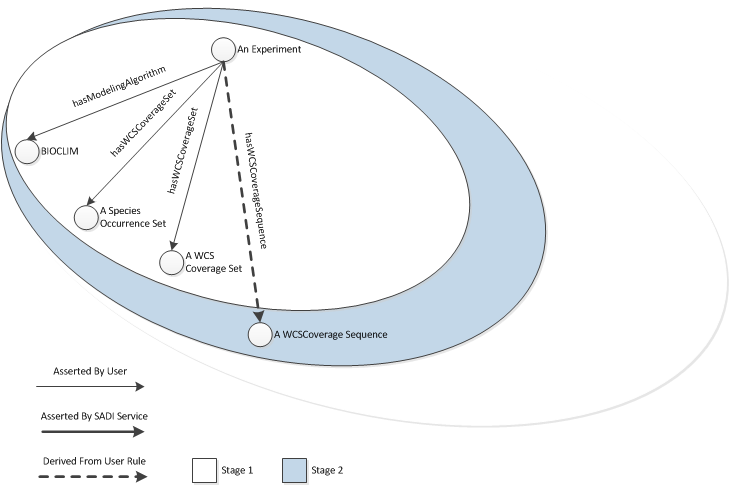 An Experiment
hasModelingAlgorithm
hasWCSCoverageSet
hasWCSCoverageSet
hasWCSCoverageSequence
BIOCLIM
A Species
Occurrence Set
A WCS
Coverage Set
A WCSCoverage Sequence
Asserted By User
Asserted By SADI Service
Derived From User Rule
Stage 1
Stage 2